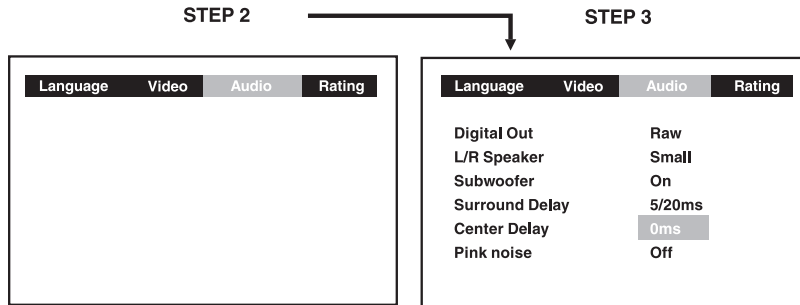 STEP 2
STEP 3
Language Video Audio Rating
Language Video Audio Rating
Digital Out Raw
L/R Speaker Small
Subwoofer On
Surround Delay 5/20ms
Center Delay 0ms
Pink noise Off